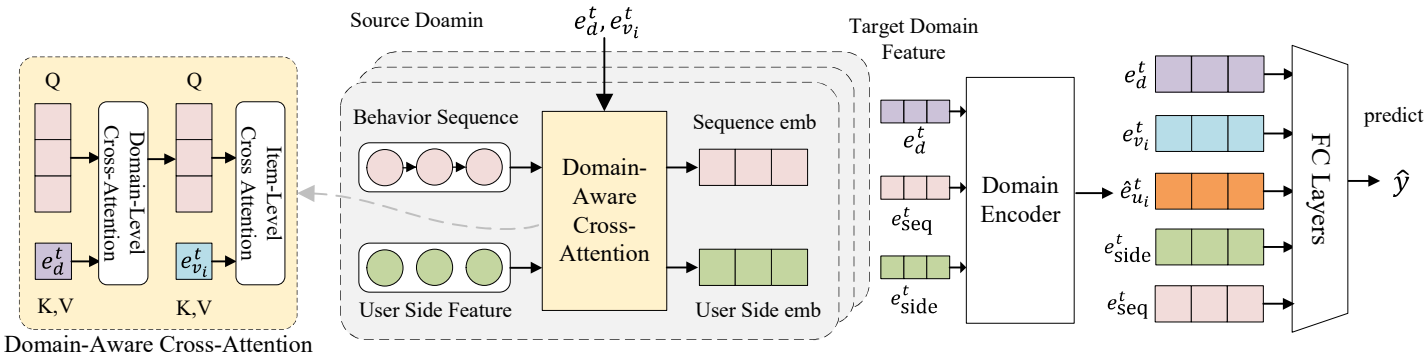 Source Doamin
e_d^t, e_{v_i}^t
Target Domain
Feature
Q
Q
Domain-Level
Cross-Attention
Item-Level
Cross Attention
e_d^t
e_{v_i}^t
K,V
K,V
Domain-Aware Cross-Attention
Behavior Sequence
User Side Feature
Domain-
Aware
Cross-
Attention
Sequence emb
User Side emb
e_d^t
e_seq^t
e_side^t
Domain
Encoder
e_d^t
e_{v_i}^t
ê_{u_i}^t
e_side^t
e_seq^t
FC Layers
predict
ŷ